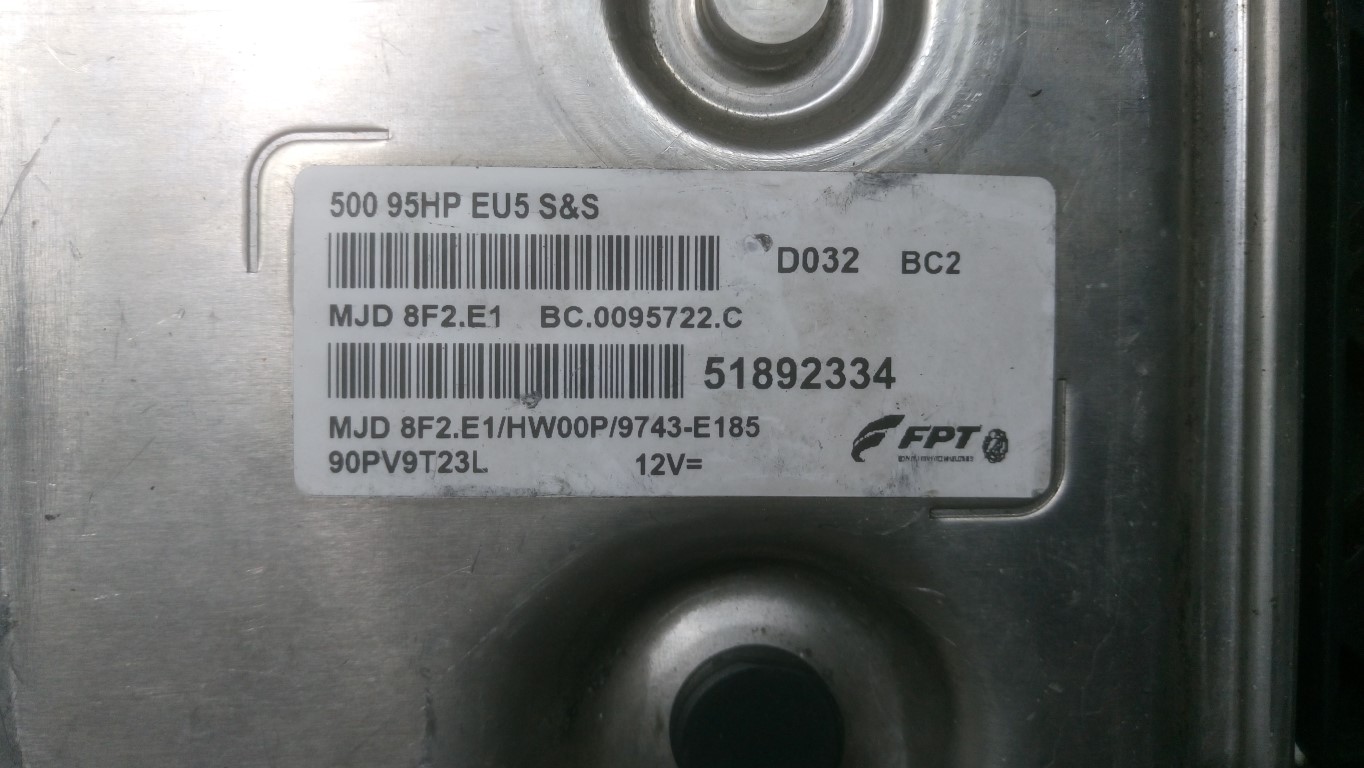 500 95HP EU5 S&S
D032 BC2
MJD 8F2.E1 BC.0095722.C
51892334
MJD 8F2.E1/HW00P/9743-E185
FPT
90PV9T23L 12V=